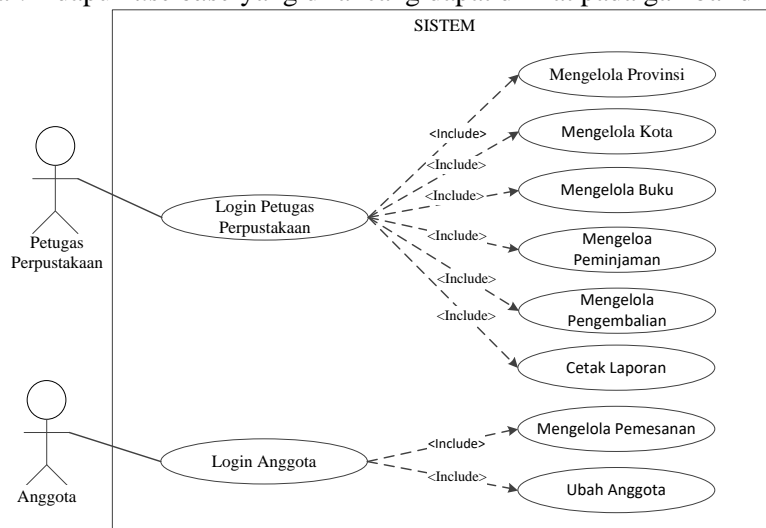 SISTEM
Mengelola Provinsi
<Include>
Mengelola Kota
<Include>
Mengelola Buku
<Include>
Login Petugas
Perpustakaan
<Include>
Mengeloa
Peminjaman
Petugas
Perpustakaan
<Include>
Mengelola
Pengembalian
<Include>
Cetak Laporan
Mengelola Pemesanan
<Include>
Login Anggota
<Include>
Ubah Anggota
Anggota